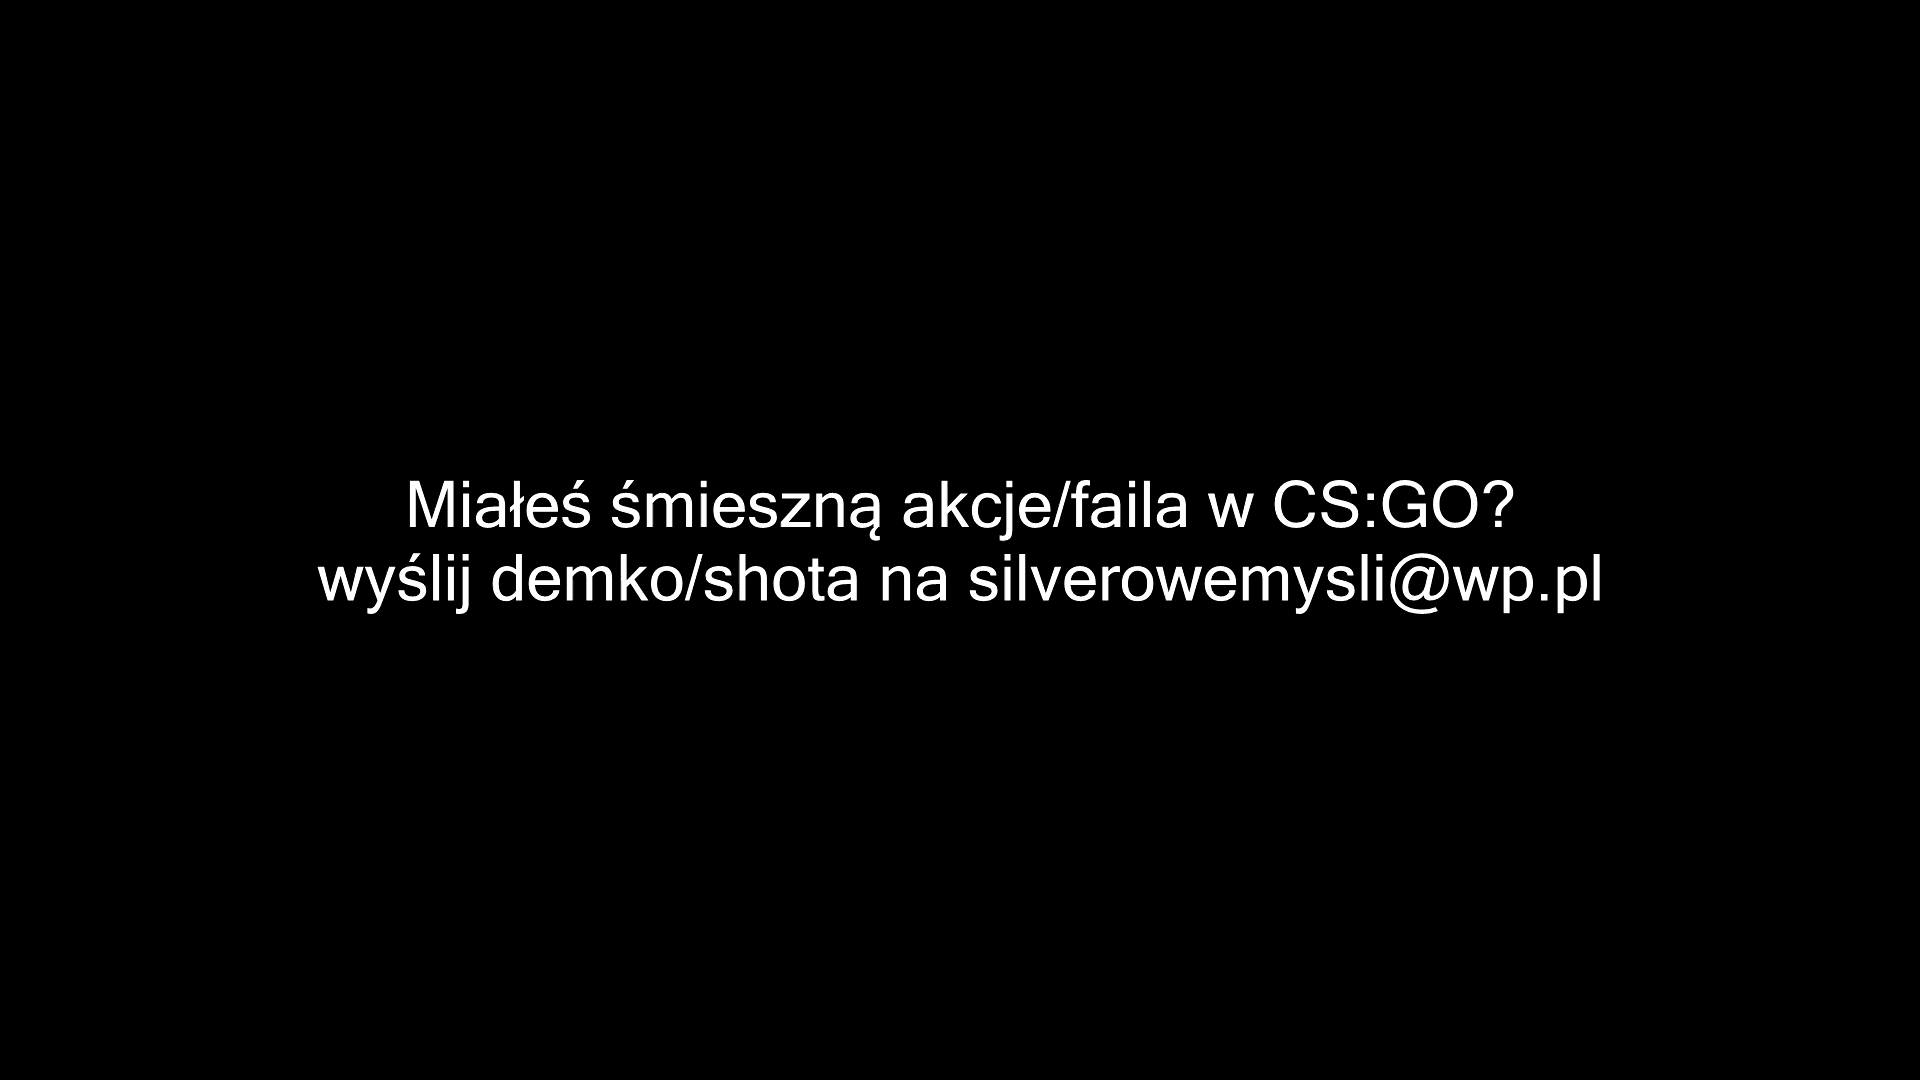 Miałeś śmieszną akcje/faila w CS:GO?
wyślij demko/shota na silverowemysli@wp.pl